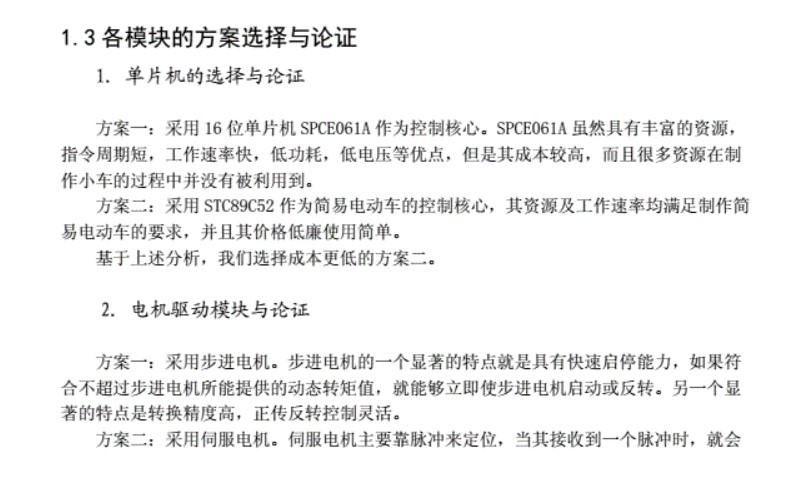 1.3 各模块的方案选择与论证
1. 单片机的选择与论证
方案一：采用 16 位单片机 SPCE061A 作为控制核心。SPCE061A 虽然具有丰富的资源，
指令周期短，工作速率快，低功耗，低电压等优点，但是其成本较高，而且很多资源在制
作小车的过程中并没有被利用到。
方案二：采用 STC89C52 作为简易电动车的控制核心，其资源及工作速率均满足制作简
易电动车的要求，并且其价格低廉使用简单。
基于上述分析，我们选择成本更低的方案二。
2. 电机驱动模块与论证
方案一：采用步进电机。步进电机的一个显著的特点就是具有快速启停能力，如果符
合不超过步进电机所能提供的动态转矩值，就能够立即使步进电机启动或反转。另一个显
著的特点是转换精度高，正传反转控制灵活。
方案二：采用伺服电机。伺服电机主要靠脉冲来定位，当其接收到一个脉冲时，就会